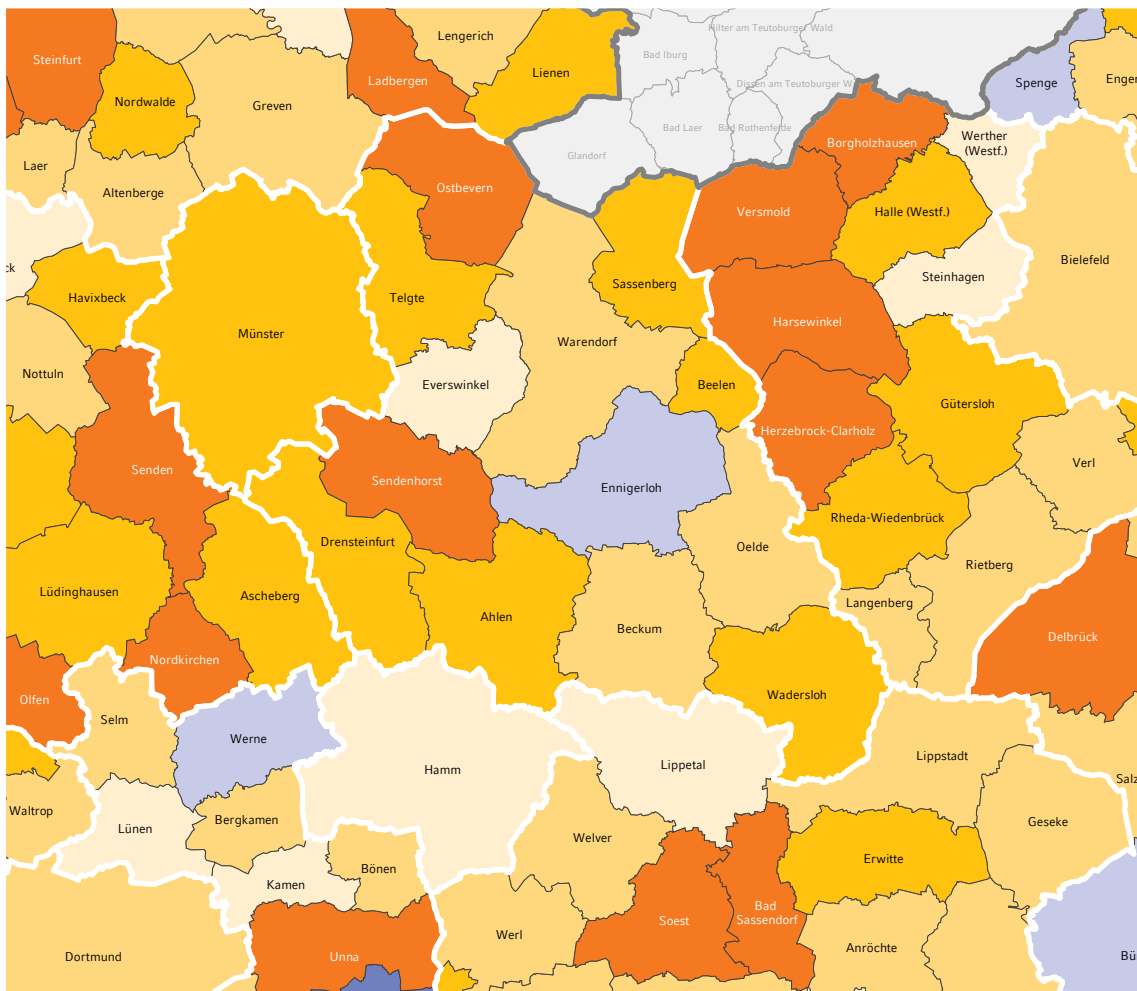 Hilter am Teutoburger Wald
Lengerich
Steinfurt
Bad Iburg
Lienen
Ladbergen
Spenge
Enger
Dissen am Teutoburger W
Nordwalde
Greven
Bad Laer
Bad Rothenfelde
Werther
(Westf.)
Borgholzhausen
Glandorf
Laer
Altenberge
Ostbevern
Versmold
Halle (Westf.)
Bielefeld
ck
Steinhagen
Sassenberg
Havixbeck
Telgte
Harsewinkel
Münster
Warendorf
Nottuln
Everswinkel
Beelen
Gütersloh
Herzebrock-Clarholz
Verl
Senden
Sendenhorst
Ennigerloh
Rheda-Wiedenbrück
Drensteinfurt
Oelde
Rietberg
Lüdinghausen
Ascheberg
Langenberg
Ahlen
Beckum
Delbrück
Nordkirchen
Olfen
Wadersloh
Selm
Werne
Lippstadt
Lippetal
Hamm
Salz
Waltrop
Bergkamen
Geseke
Lünen
Welver
Erwitte
Bönen
Kamen
Bad
Sassendorf
Soest
Werl
Anröchte
Dortmund
Unna
Bü